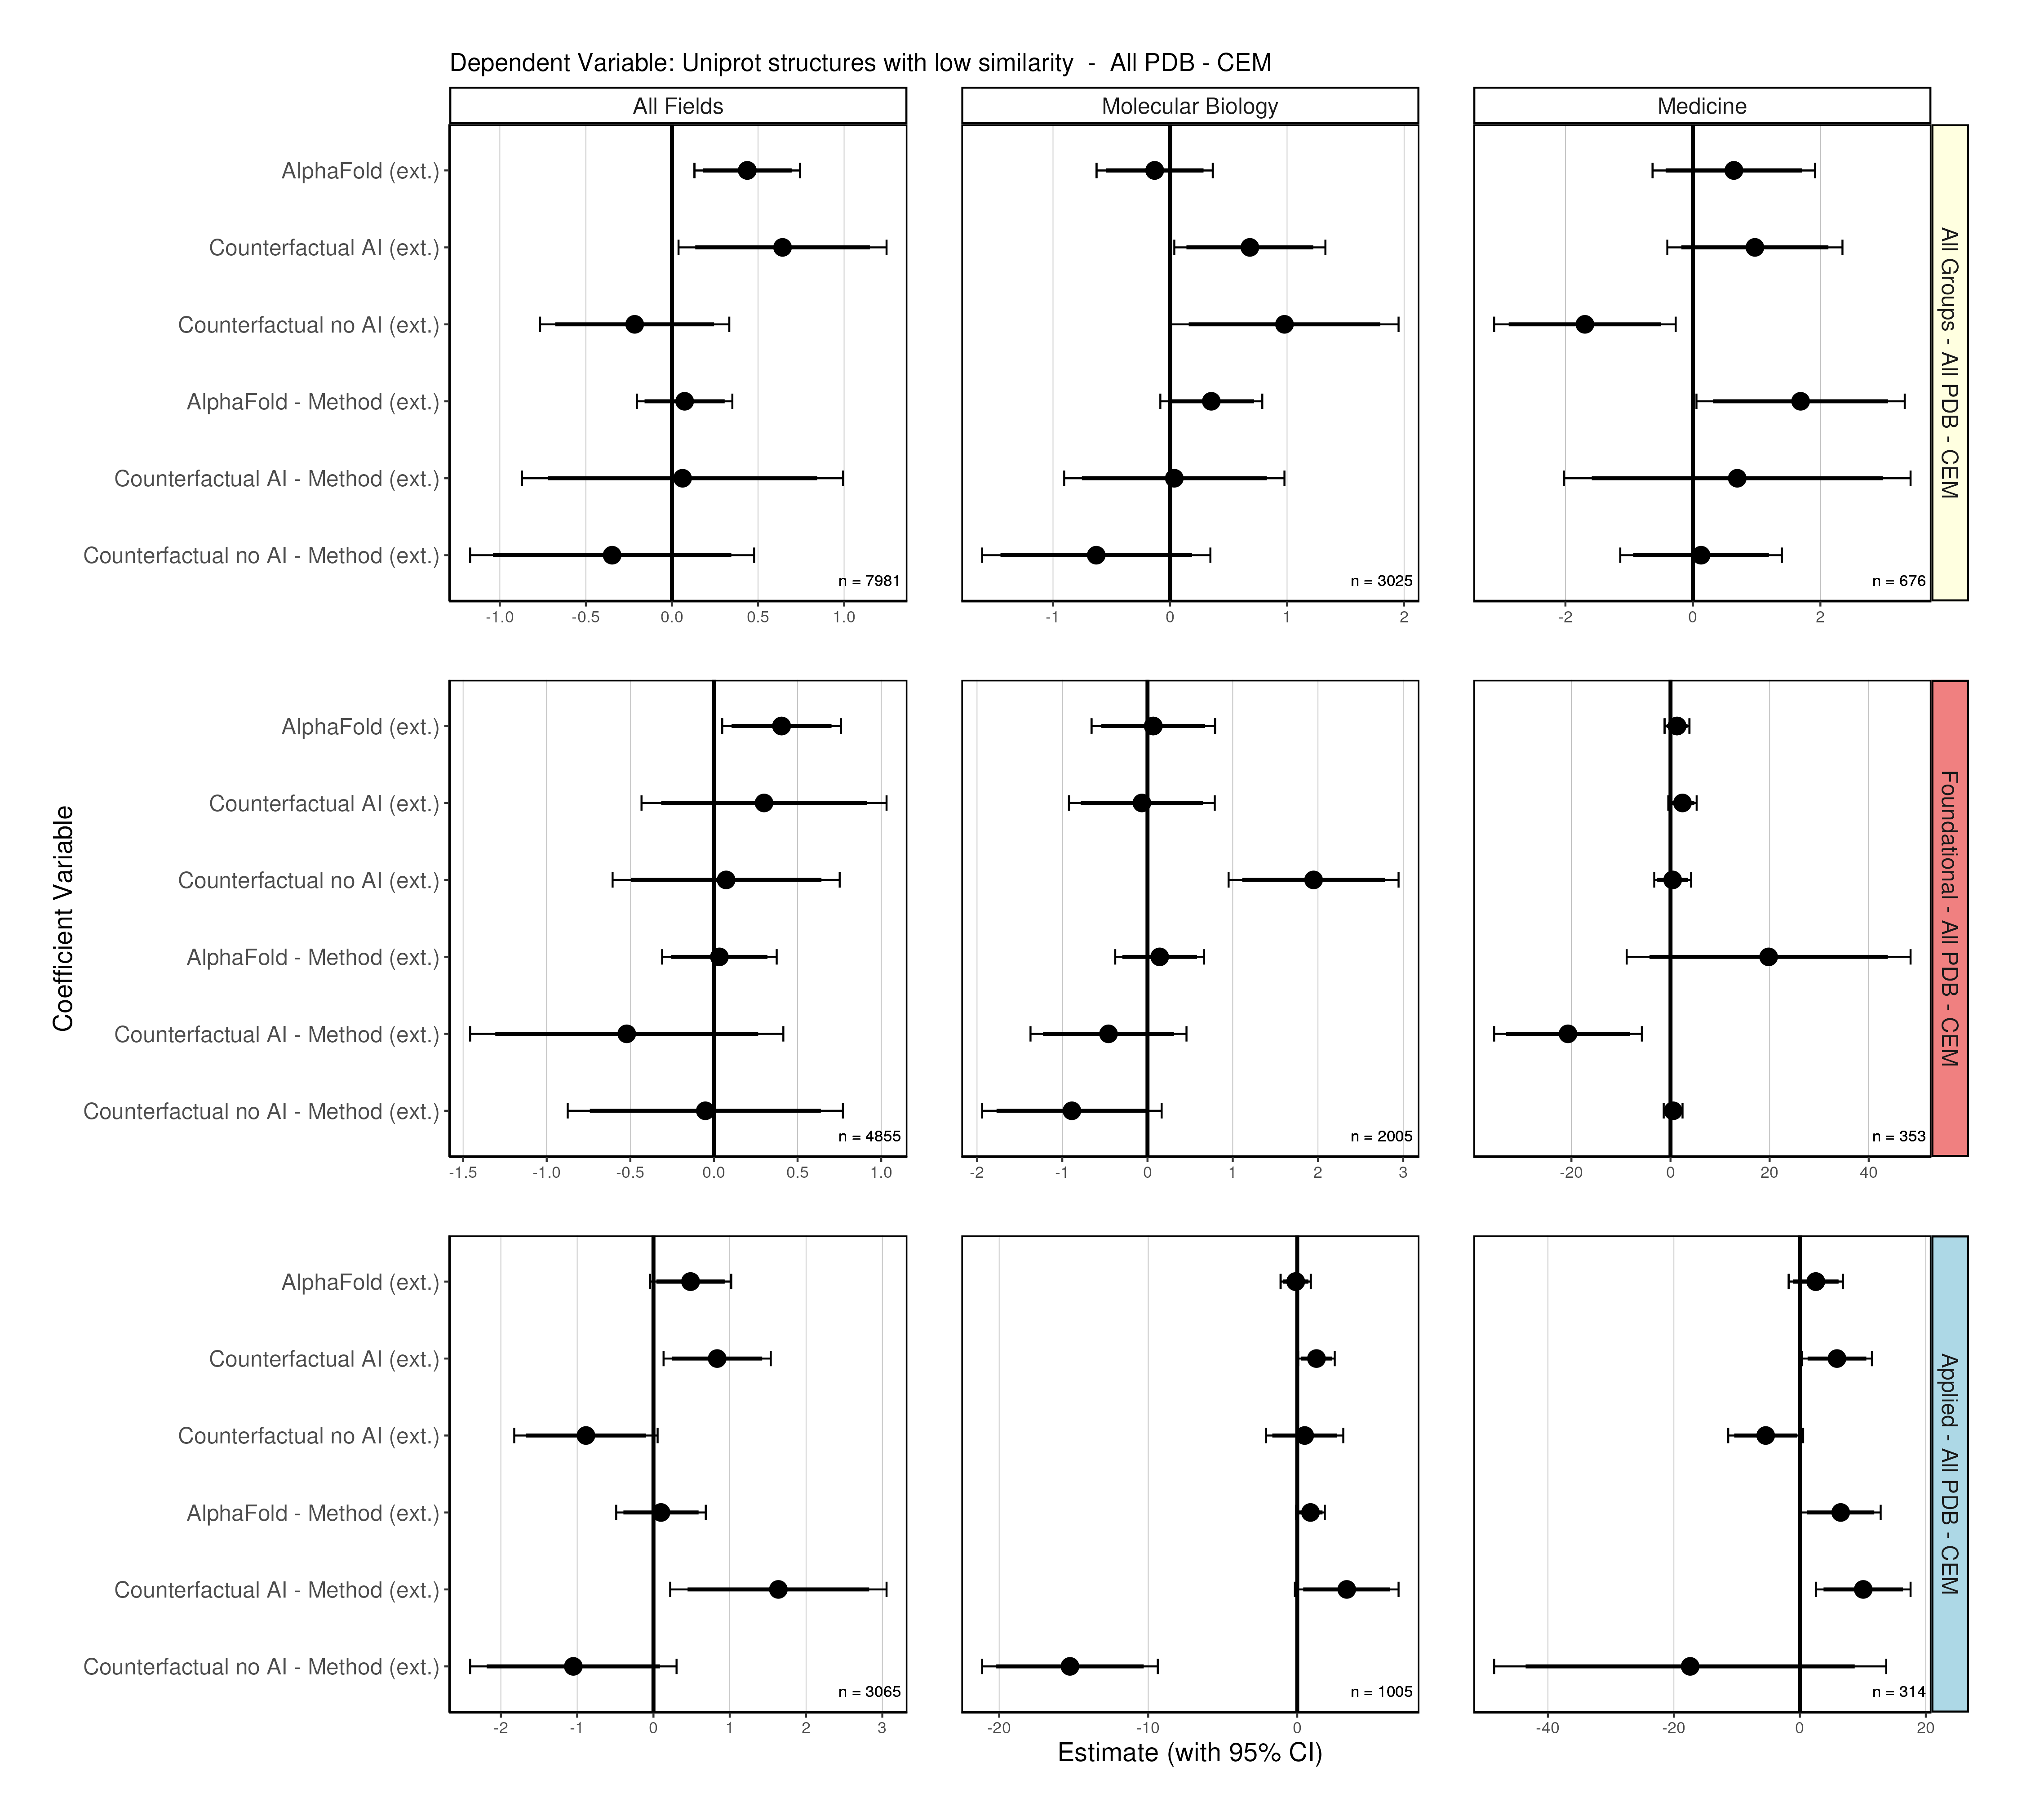 Dependent Variable: Uniprot structures with low similarity - All PDB - CEM
All Fields
Molecular Biology
Medicine
AlphaFold (ext.)
Counterfactual AI (ext.)
Counterfactual no AI (ext.)
AlphaFold - Method (ext.)
Counterfactual AI - Method (ext.)
Counterfactual no AI - Method (ext.)
n = 7981
n = 3025
n = 676
-1.0 -0.5 0.0 0.5 1.0
-1 0 1 2
-2 0 2
All Groups - All PDB - CEM
Coefficient Variable
AlphaFold (ext.)
Counterfactual AI (ext.)
Counterfactual no AI (ext.)
AlphaFold - Method (ext.)
Counterfactual AI - Method (ext.)
Counterfactual no AI - Method (ext.)
n = 4855
n = 2005
n = 353
-1.5 -1.0 -0.5 0.0 0.5 1.0
-2 -1 0 1 2 3
-20 0 20 40
Foundational - All PDB - CEM
AlphaFold (ext.)
Counterfactual AI (ext.)
Counterfactual no AI (ext.)
AlphaFold - Method (ext.)
Counterfactual AI - Method (ext.)
Counterfactual no AI - Method (ext.)
n = 3065
n = 1005
n = 314
-2 -1 0 1 2 3
-20 -10 0
-40 -20 0 20
Applied - All PDB - CEM
Estimate (with 95% CI)